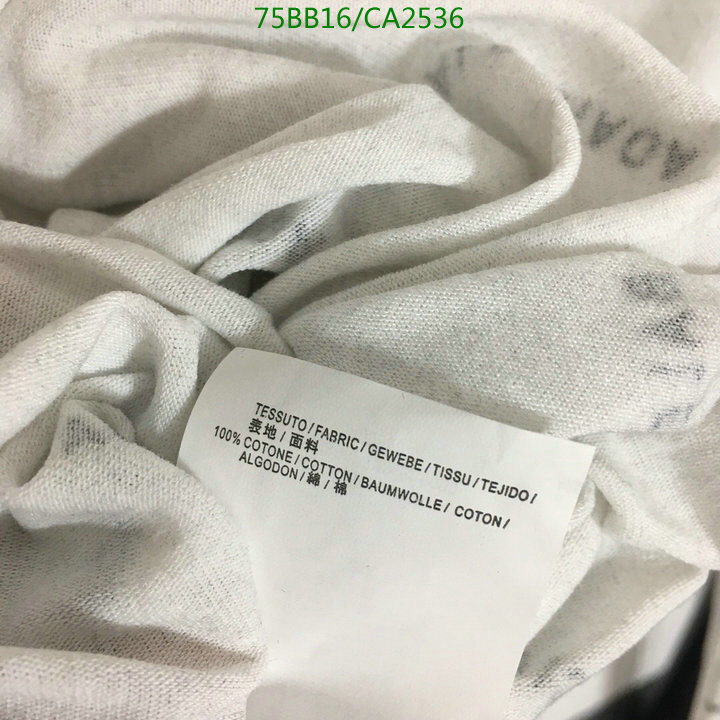 75BB16/CA2536
TESSUTO / FABRIC / GEWEBE / TISSU / TEJIDO /
表地 / 面料
100% COTONE / COTTON / BAUMWOLLE / COTON /
ALGODON / 綿 / 棉